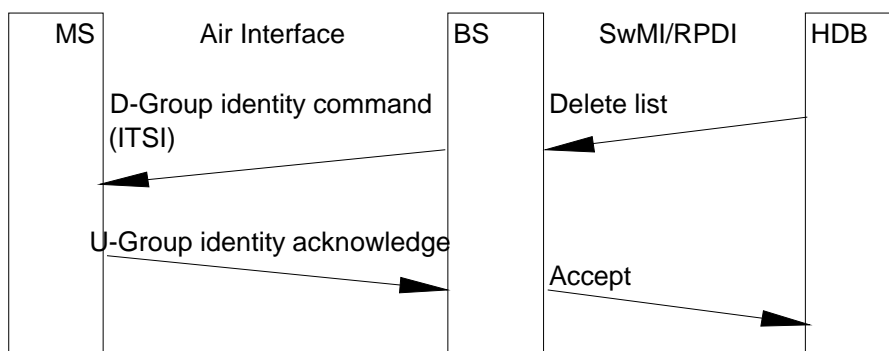 MS
Air Interface
BS
SwMI/RPDI
HDB
D-Group identity command
(ITSI)
Delete list
U-Group identity acknowledge
Accept